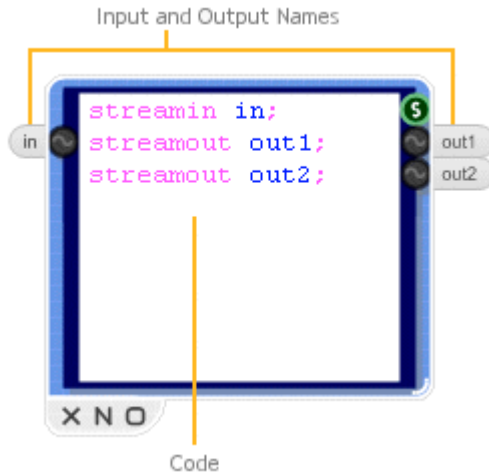 Input and Output Names
streamin in;
S
in
streamout out1;
out1
streamout out2;
out2
X N O
Code